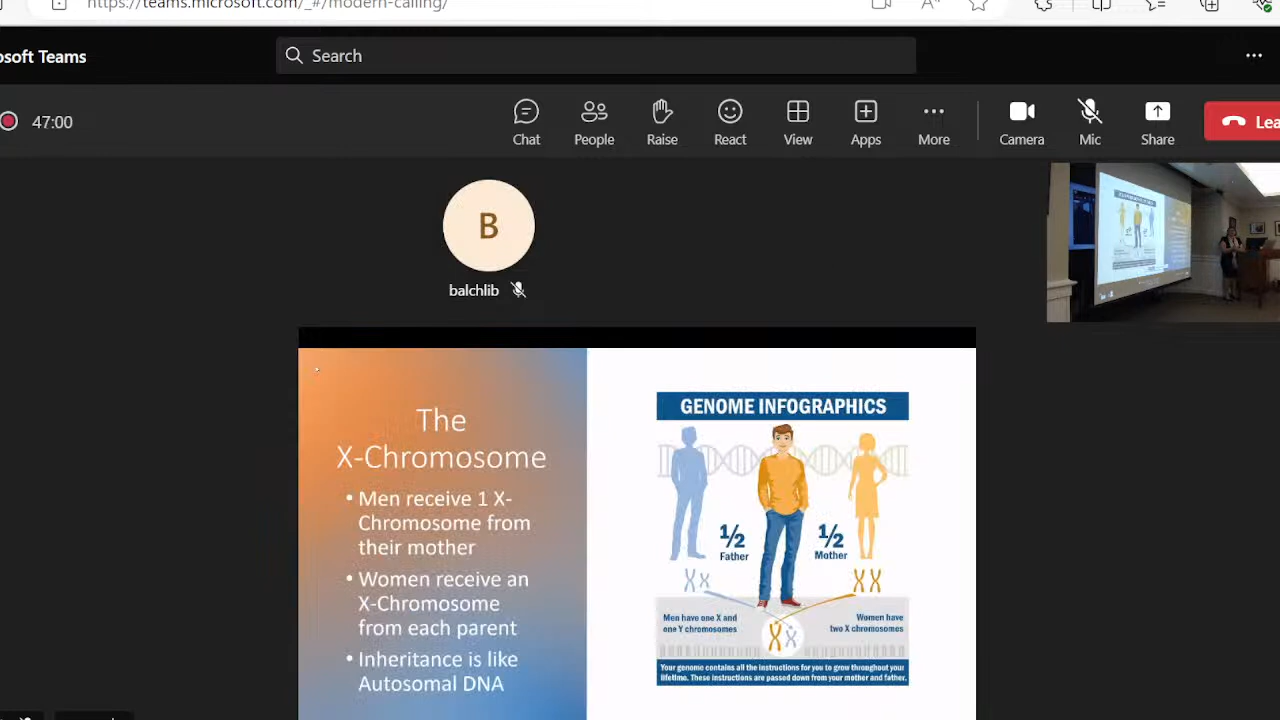 https://teams.microsoft.com/_#/modern-calling/
osoft Teams
Search
47:00
Chat
People
Raise
React
View
Apps
More
Camera
Mic
Share
Lea
B
balchlib
The
X-Chromosome
• Men receive 1 X-
Chromosome from
their mother
• Women receive an
X-Chromosome
from each parent
• Inheritance is like
Autosomal DNA
GENOME INFOGRAPHICS
½
Father
½
Mother
Men have one X and
one Y chromosomes
Women have
two X chromosomes
Your genome contains all the instructions for you to grow throughout your
lifetime. These instructions are passed down from your mother and father.